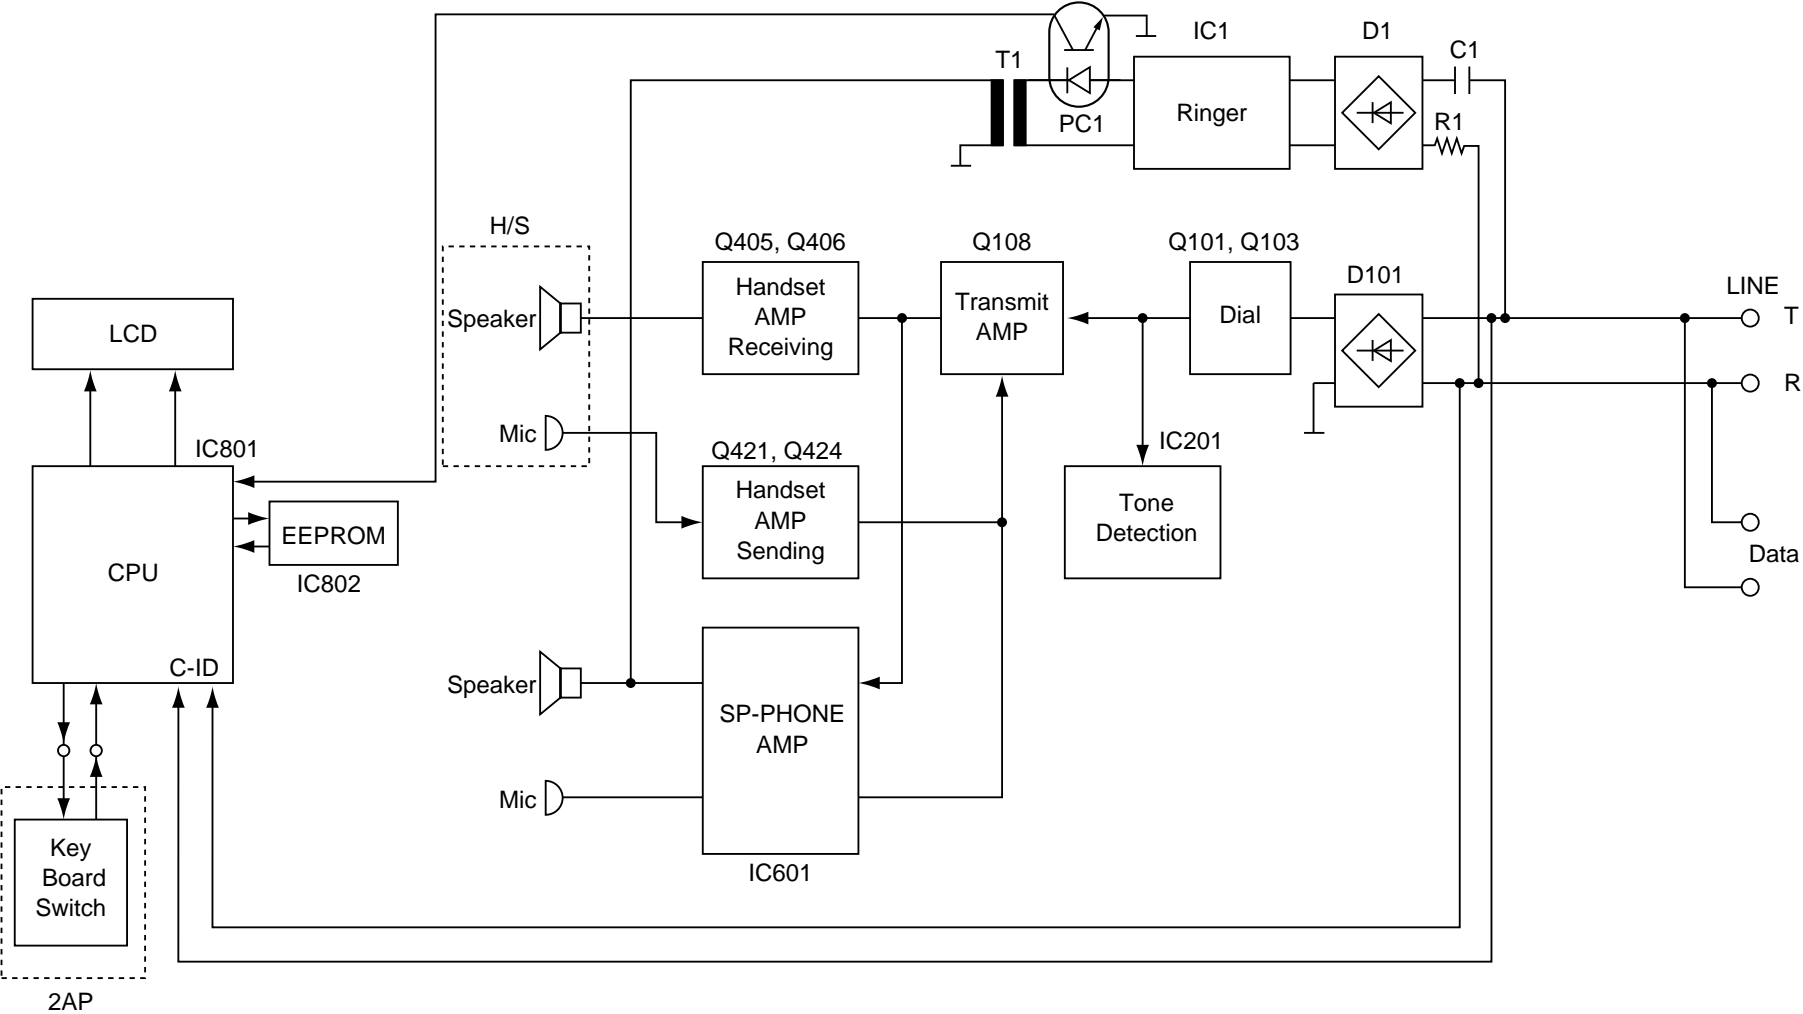 IC1
D1
C1
T1
Ringer
PC1
R1
H/S
Q405, Q406
Q108
Q101, Q103
D101
LINE
Speaker
Handset
AMP
Receiving
Transmit
AMP
Dial
T
LCD
R
Mic
IC801
Q421, Q424
IC201
Handset
AMP
Sending
Tone
Detection
EEPROM
IC802
CPU
Data
C-ID
Speaker
SP-PHONE
AMP
Mic
Key
Board
Switch
IC601
2AP